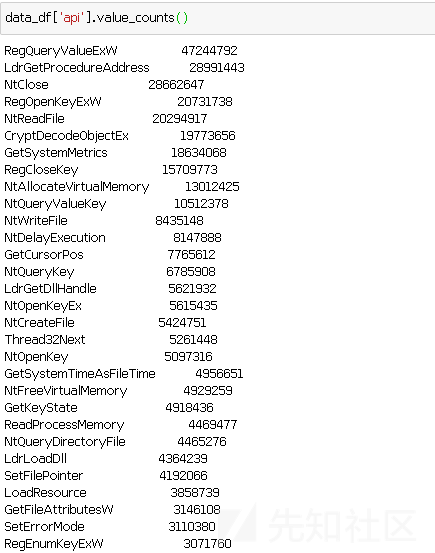 data_df['api'].value_counts()
RegQueryValueExW 47244792
LdrGetProcedureAddress 28991443
NtClose 28662647
RegOpenKeyExW 20731738
NtReadFile 20294917
CryptDecodeObjectEx 19773656
GetSystemMetrics 18634068
RegCloseKey 15709773
NtAllocateVirtualMemory 13012425
NtQueryValueKey 10512378
NtWriteFile 8435148
NtDelayExecution 8147888
GetCursorPos 7765612
NtQueryKey 6785908
LdrGetDllHandle 5621932
NtOpenKeyEx 5615435
NtCreateFile 5424751
Thread32Next 5261448
NtOpenKey 5097316
GetSystemTimeAsFileTime 4956651
NtFreeVirtualMemory 4929259
GetKeyState 4918436
ReadProcessMemory 4469477
NtQueryDirectoryFile 4465276
LdrLoadDll 4364239
SetFilePointer 4192066
LoadResource 3858739
GetFileAttributesW 3146108
SetErrorMode 3110380
RegEnumKeyExW 3071760
先知社区